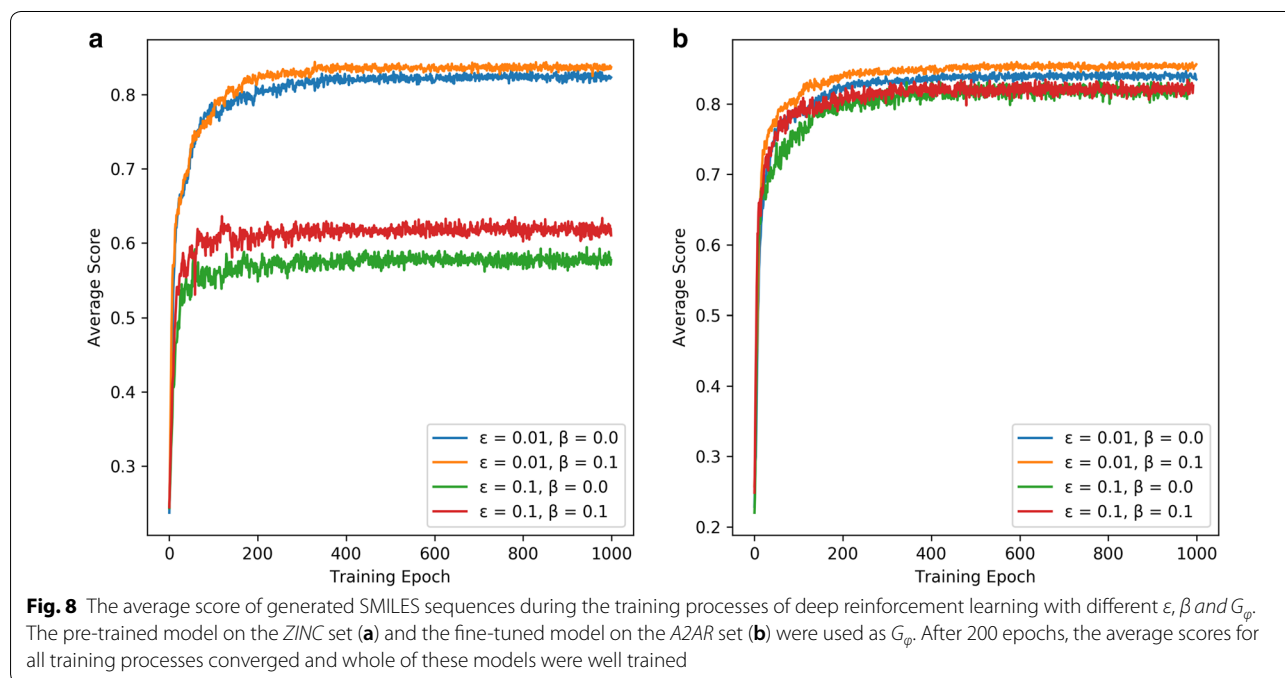 a
Average Score
0.8
0.7
0.6
0.5
0.4
0.3
0 200 400 600 800 1000
Training Epoch
ε = 0.01, β = 0.0
ε = 0.01, β = 0.1
ε = 0.1, β = 0.0
ε = 0.1, β = 0.1
b
Average Score
0.8
0.7
0.6
0.5
0.4
0.3
0.2
0 200 400 600 800 1000
Training Epoch
ε = 0.01, β = 0.0
ε = 0.01, β = 0.1
ε = 0.1, β = 0.0
ε = 0.1, β = 0.1
Fig. 8 The average score of generated SMILES sequences during the training processes of deep reinforcement learning with different ε, β and Gφ.
The pre-trained model on the ZINC set (a) and the fine-tuned model on the A2AR set (b) were used as Gφ. After 200 epochs, the average scores for
all training processes converged and whole of these models were well trained